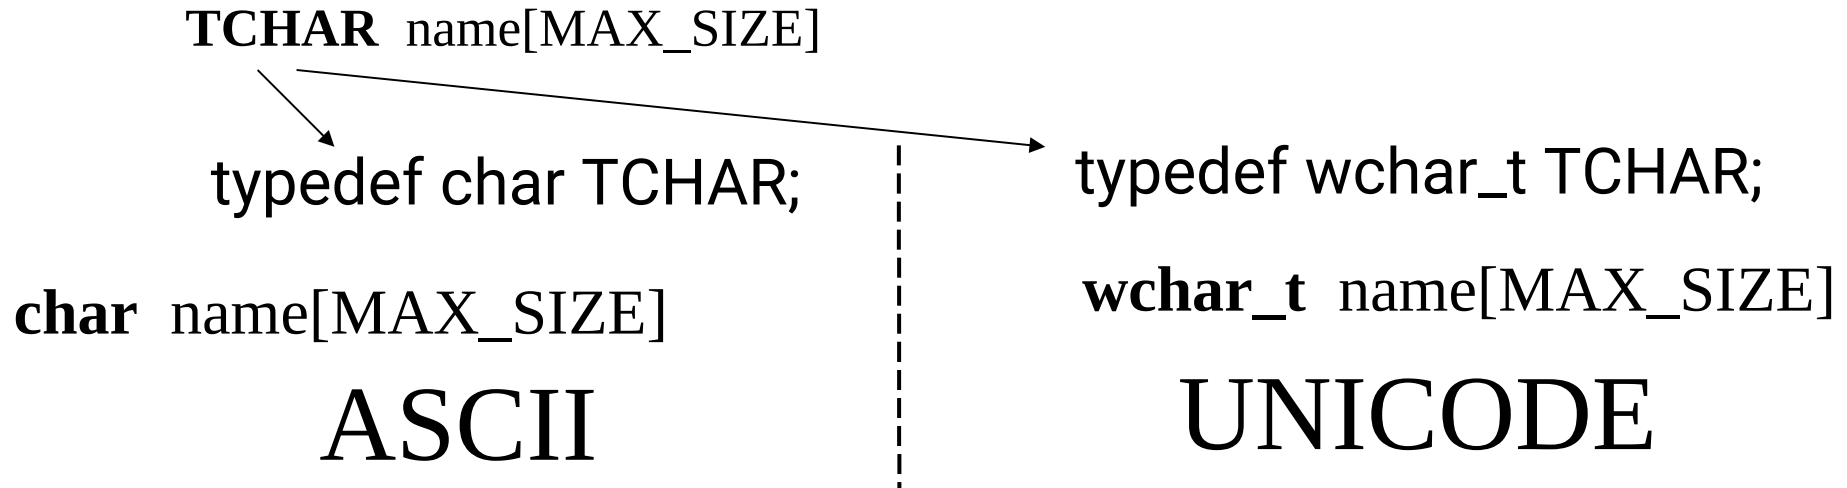 TCHAR name[MAX_SIZE]
typedef char TCHAR;
char name[MAX_SIZE]
ASCII
typedef wchar_t TCHAR;
wchar_t name[MAX_SIZE]
UNICODE